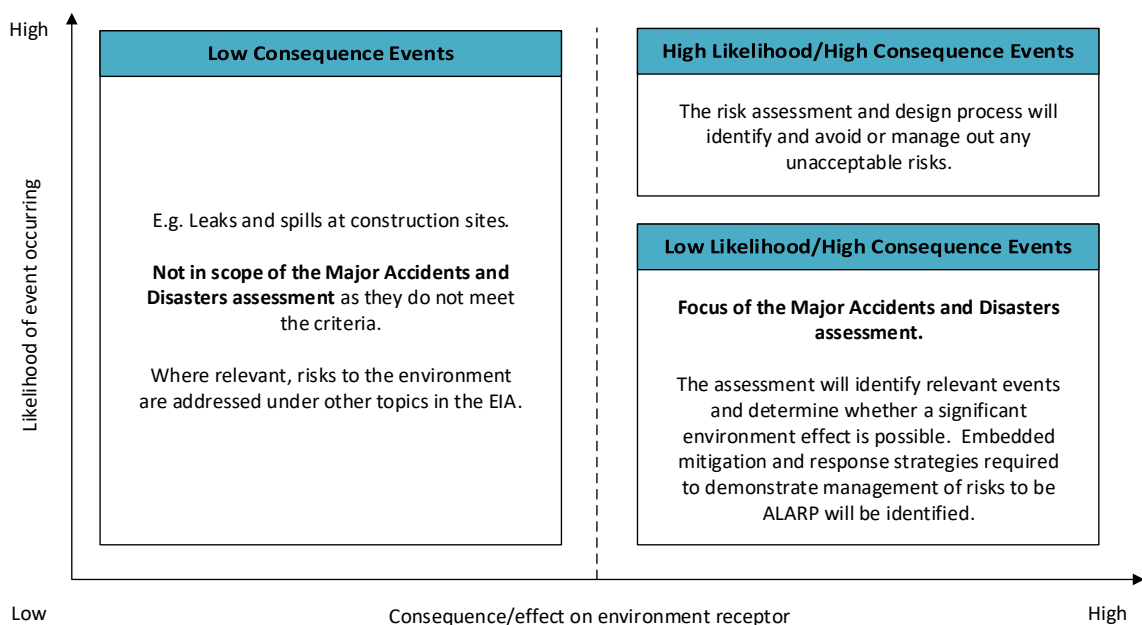 High
Likelihood of event occurring
Low Consequence Events
E.g. Leaks and spills at construction sites.
Not in scope of the Major Accidents and
Disasters assessment as they do not meet
the criteria.
Where relevant, risks to the environment
are addressed under other topics in the EIA.
High Likelihood/High Consequence Events
The risk assessment and design process will
identify and avoid or manage out any
unacceptable risks.
Low Likelihood/High Consequence Events
Focus of the Major Accidents and Disasters
assessment.
The assessment will identify relevant events
and determine whether a significant
environment effect is possible.  Embedded
mitigation and response strategies required
to demonstrate management of risks to be
ALARP will be identified.
Low
Consequence/effect on environment receptor
High